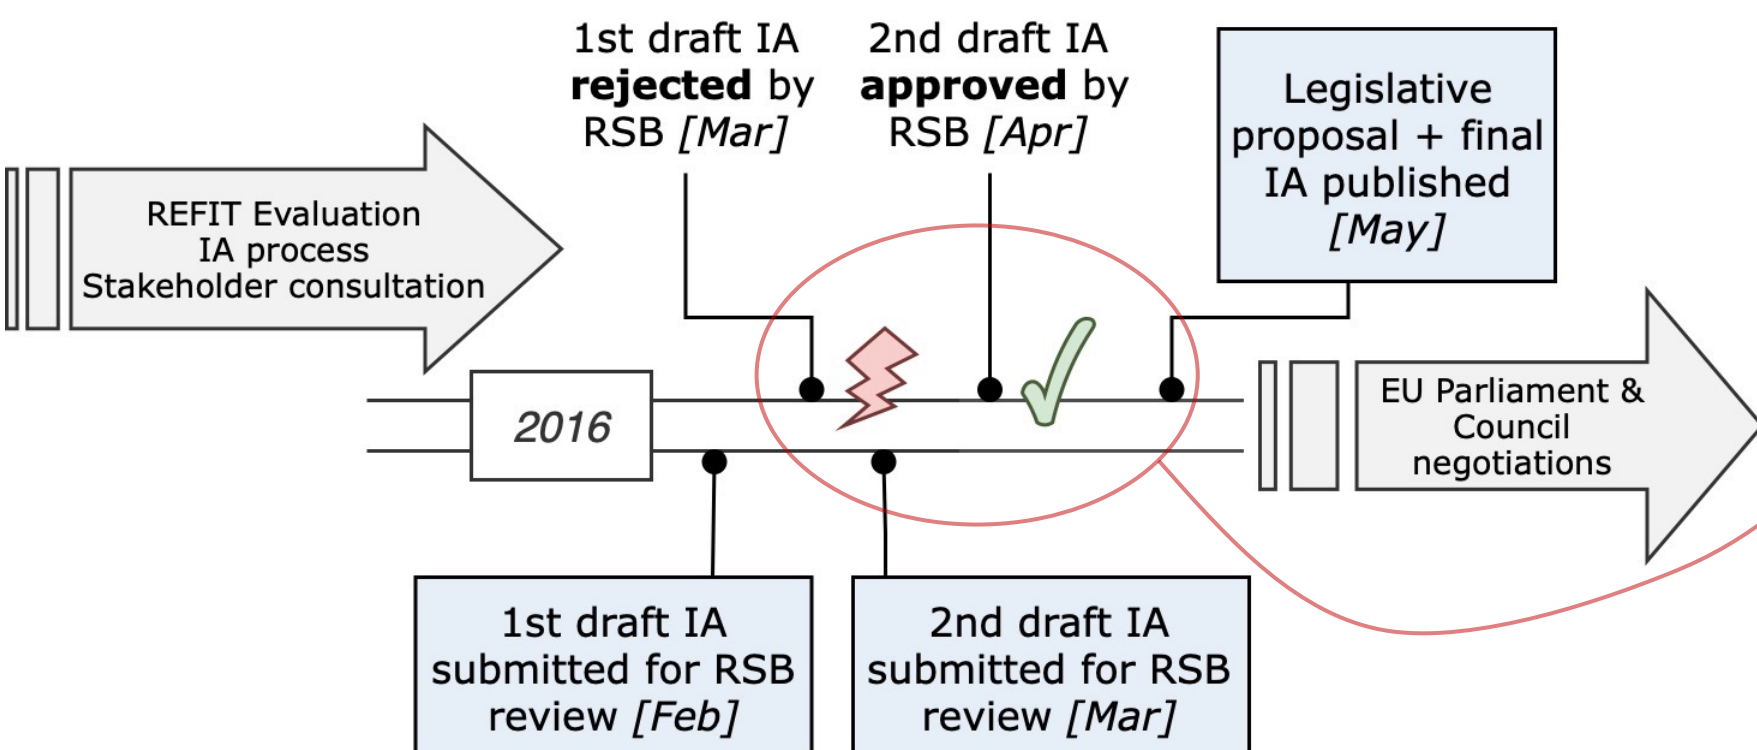 1st draft IA
rejected by
RSB [Mar]
2nd draft IA
approved by
RSB [Apr]
Legislative
proposal + final
IA published
[May]
REFIT Evaluation
IA process
Stakeholder consultation
2016
EU Parliament &
Council
negotiations
1st draft IA
submitted for RSB
review [Feb]
2nd draft IA
submitted for RSB
review [Mar]